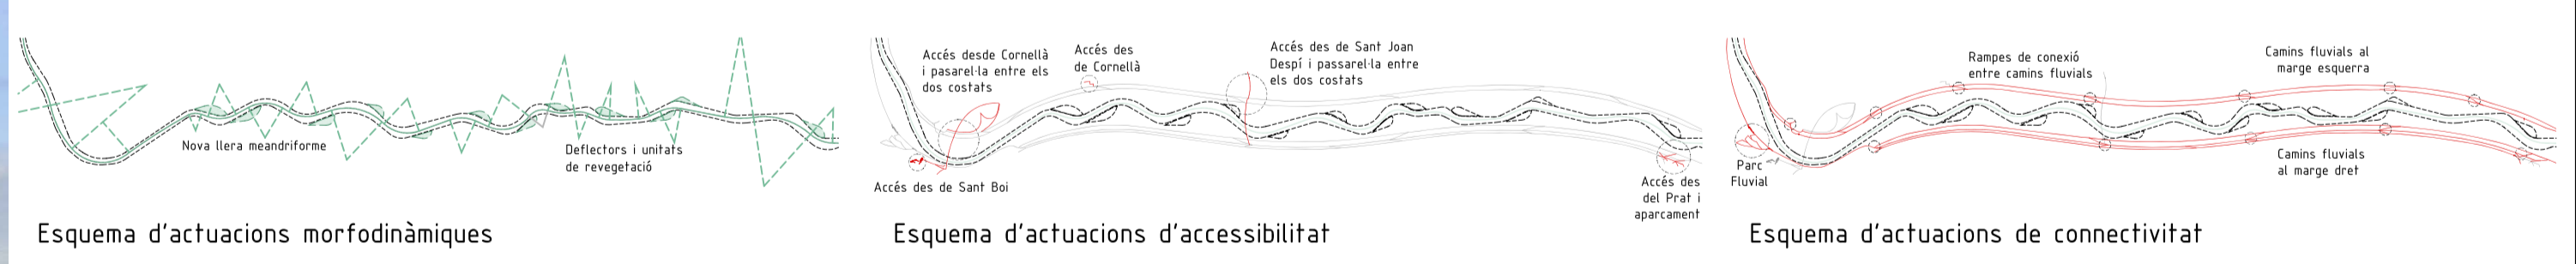 Nova llera meandriforme
Deflectors i unitats
de revegetació
Esquema d'actuacions morfodinàmiques
Accés desde Cornellà
i pasarel·la entre els
dos costats
Accés des
de Cornellà
Accés des de Sant Joan
Despí i passarel·la entre
els dos costats
Accés des de Sant Boi
Accés des
del Prat i
aparcament
Esquema d'actuacions d'accessibilitat
Rampes de conexió
entre camins fluvials
Camins fluvials al
marge esquerra
Parc
Fluvial
Camins fluvials
al marge dret
Esquema d'actuacions de connectivitat